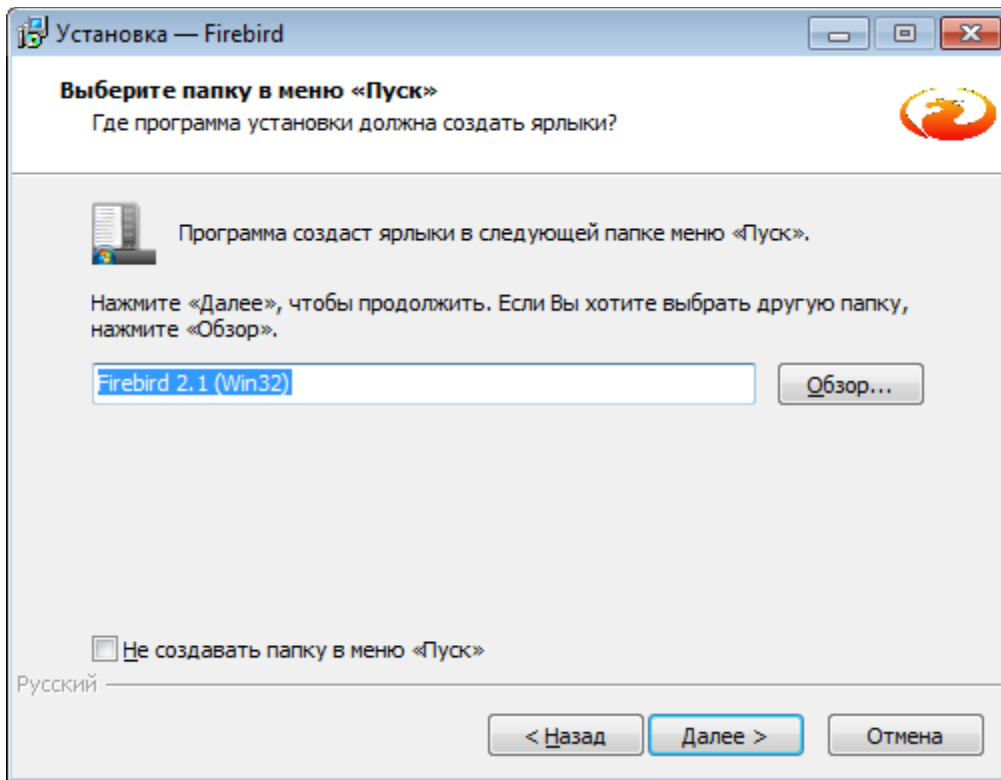 Установка — Firebird
Выберите папку в меню «Пуск»
Где программа установки должна создать ярлыки?
Программа создаст ярлыки в следующей папке меню «Пуск».
Нажмите «Далее», чтобы продолжить. Если Вы хотите выбрать другую папку,
нажмите «Обзор».
Firebird 2.1 (Win32)
Обзор...
Не создавать папку в меню «Пуск»
Русский
< Назад
Далее >
Отмена